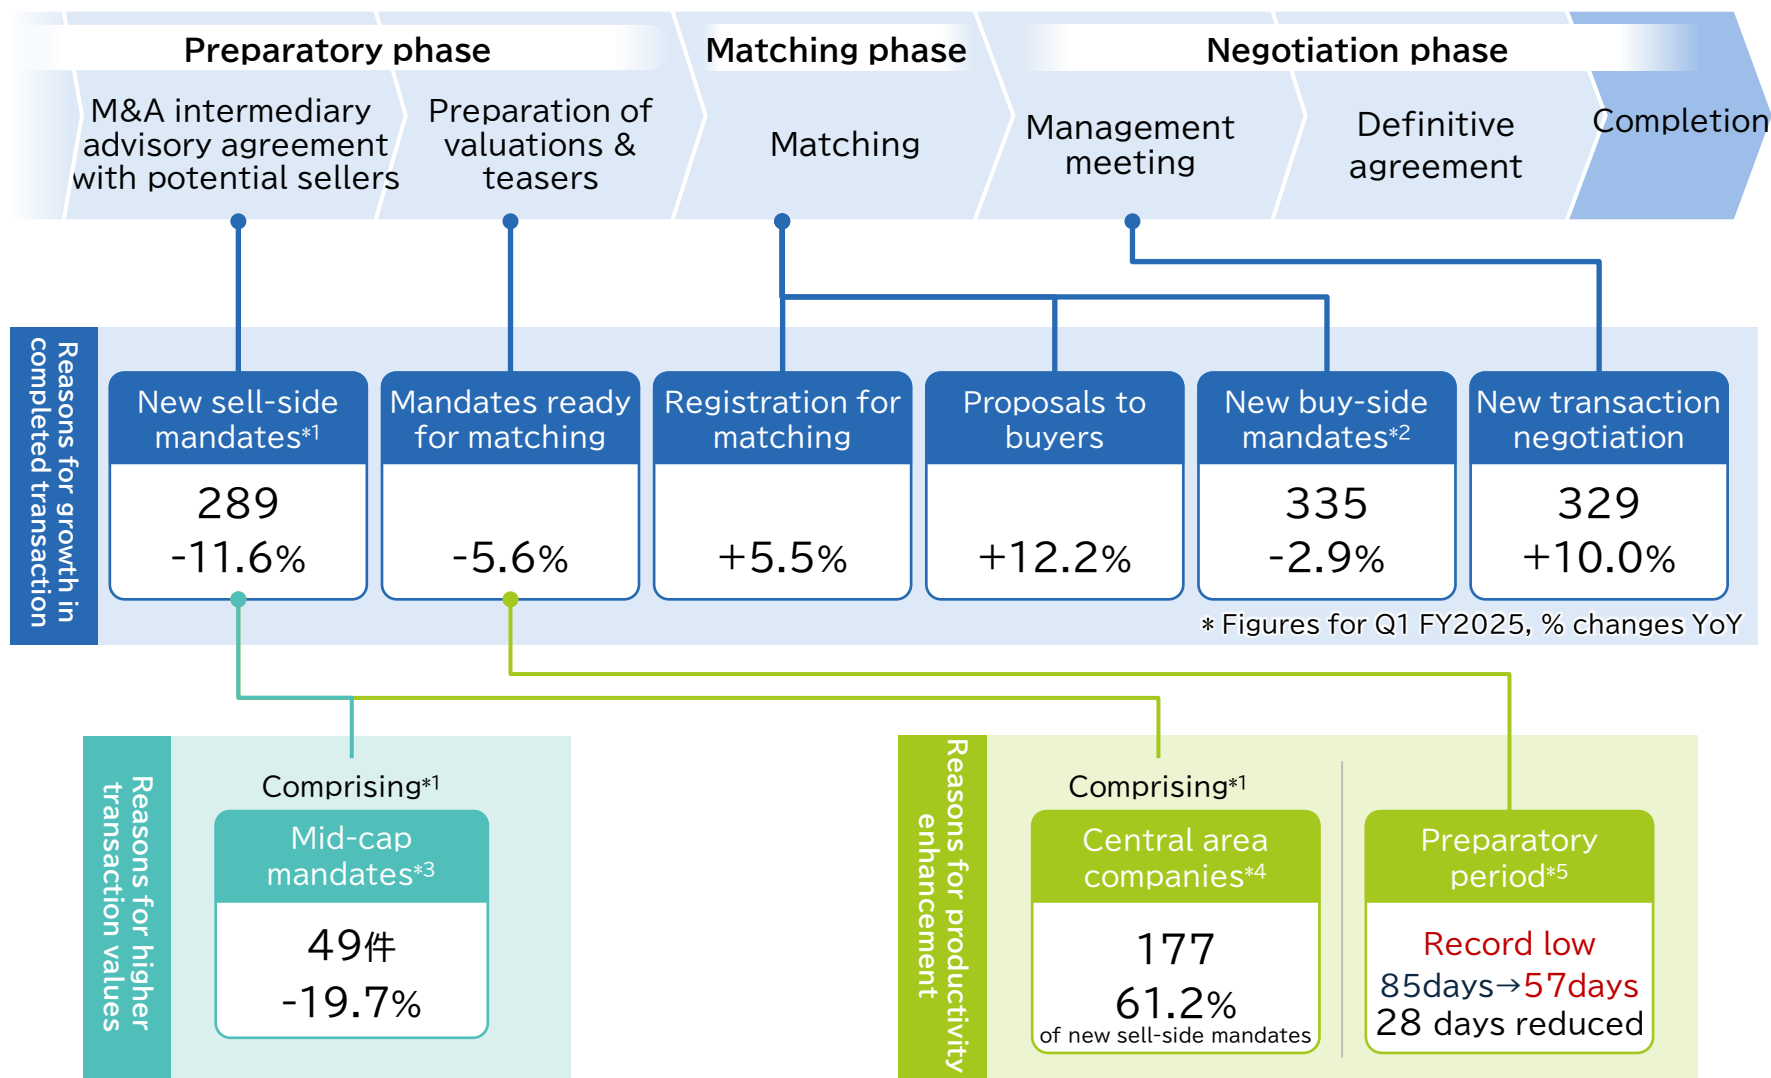 Preparatory phase
Matching phase
Negotiation phase
M&A intermediary
advisory agreement
with potential sellers
Preparation of
valuations &
teasers
Matching
Management
meeting
Definitive
agreement
Completion
Reasons for growth in
completed transaction
New sell-side
mandates*1
289
-11.6%
Mandates ready
for matching
-5.6%
Registration for
matching
+5.5%
Proposals to
buyers
+12.2%
New buy-side
mandates*2
335
-2.9%
New transaction
negotiation
329
+10.0%
* Figures for Q1 FY2025, % changes YoY
Reasons for higher
transaction values
Comprising*1
Mid-cap
mandates*3
49件
-19.7%
Reasons for productivity
enhancement
Comprising*1
Central area
companies*4
177
61.2%
of new sell-side mandates
Preparatory
period*5
Record low
85days→57days
28 days reduced